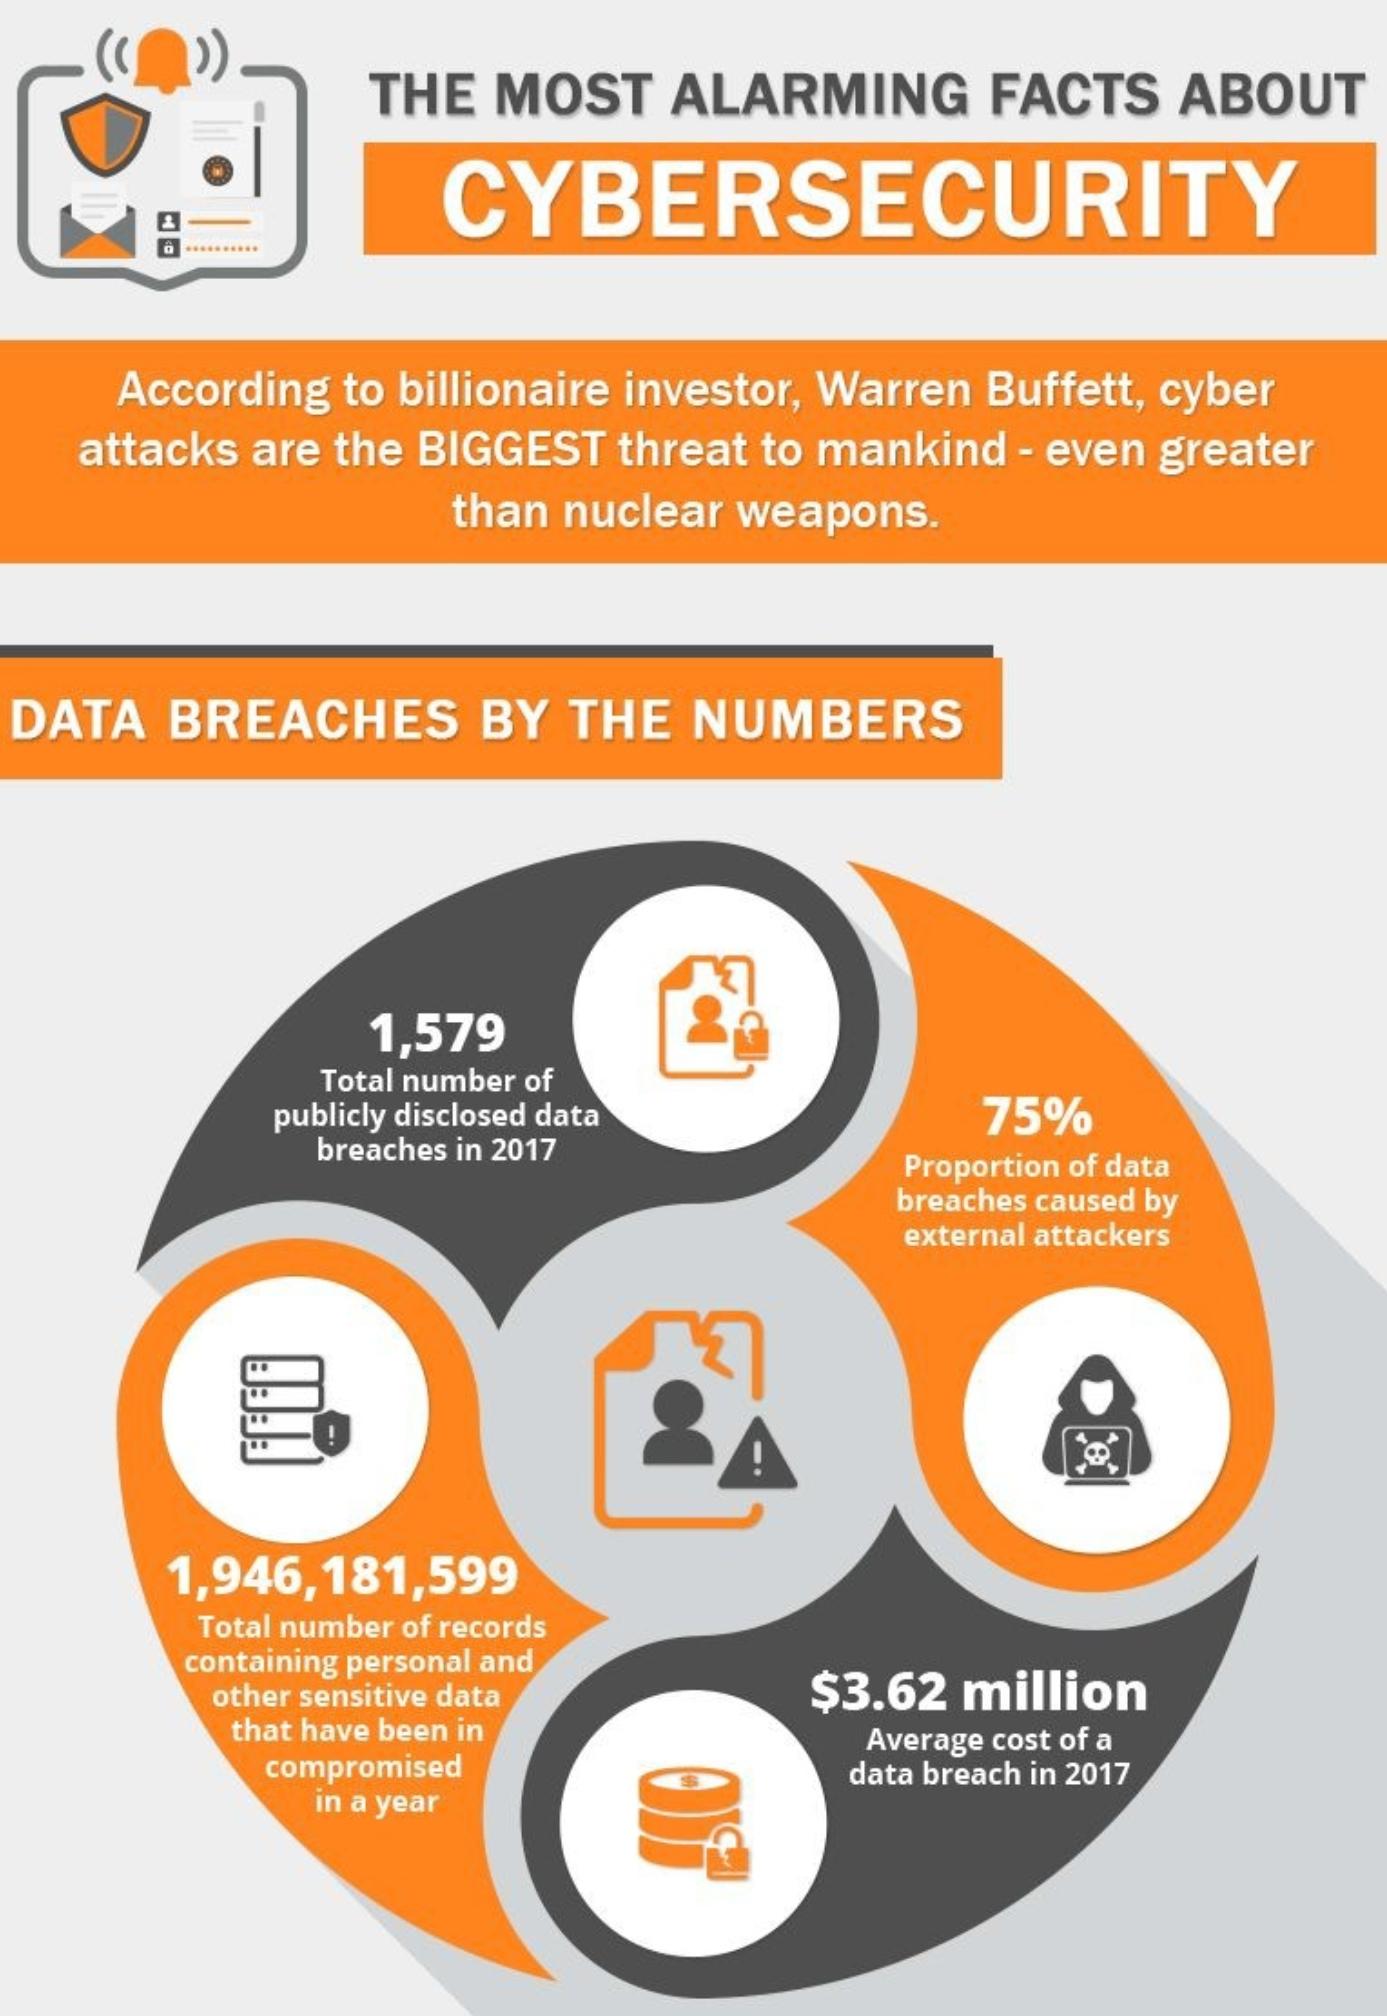 THE MOST ALARMING FACTS ABOUT
CYBERSECURITY
According to billionaire investor, Warren Buffett, cyber
attacks are the BIGGEST threat to mankind - even greater
than nuclear weapons.
DATA BREACHES BY THE NUMBERS
1,579
Total number of
publicly disclosed data
breaches in 2017
75%
Proportion of data
breaches caused by
external attackers
1,946,181,599
Total number of records
containing personal and
other sensitive data
that have been in
compromised
in a year
$3.62 million
Average cost of a
data breach in 2017
$